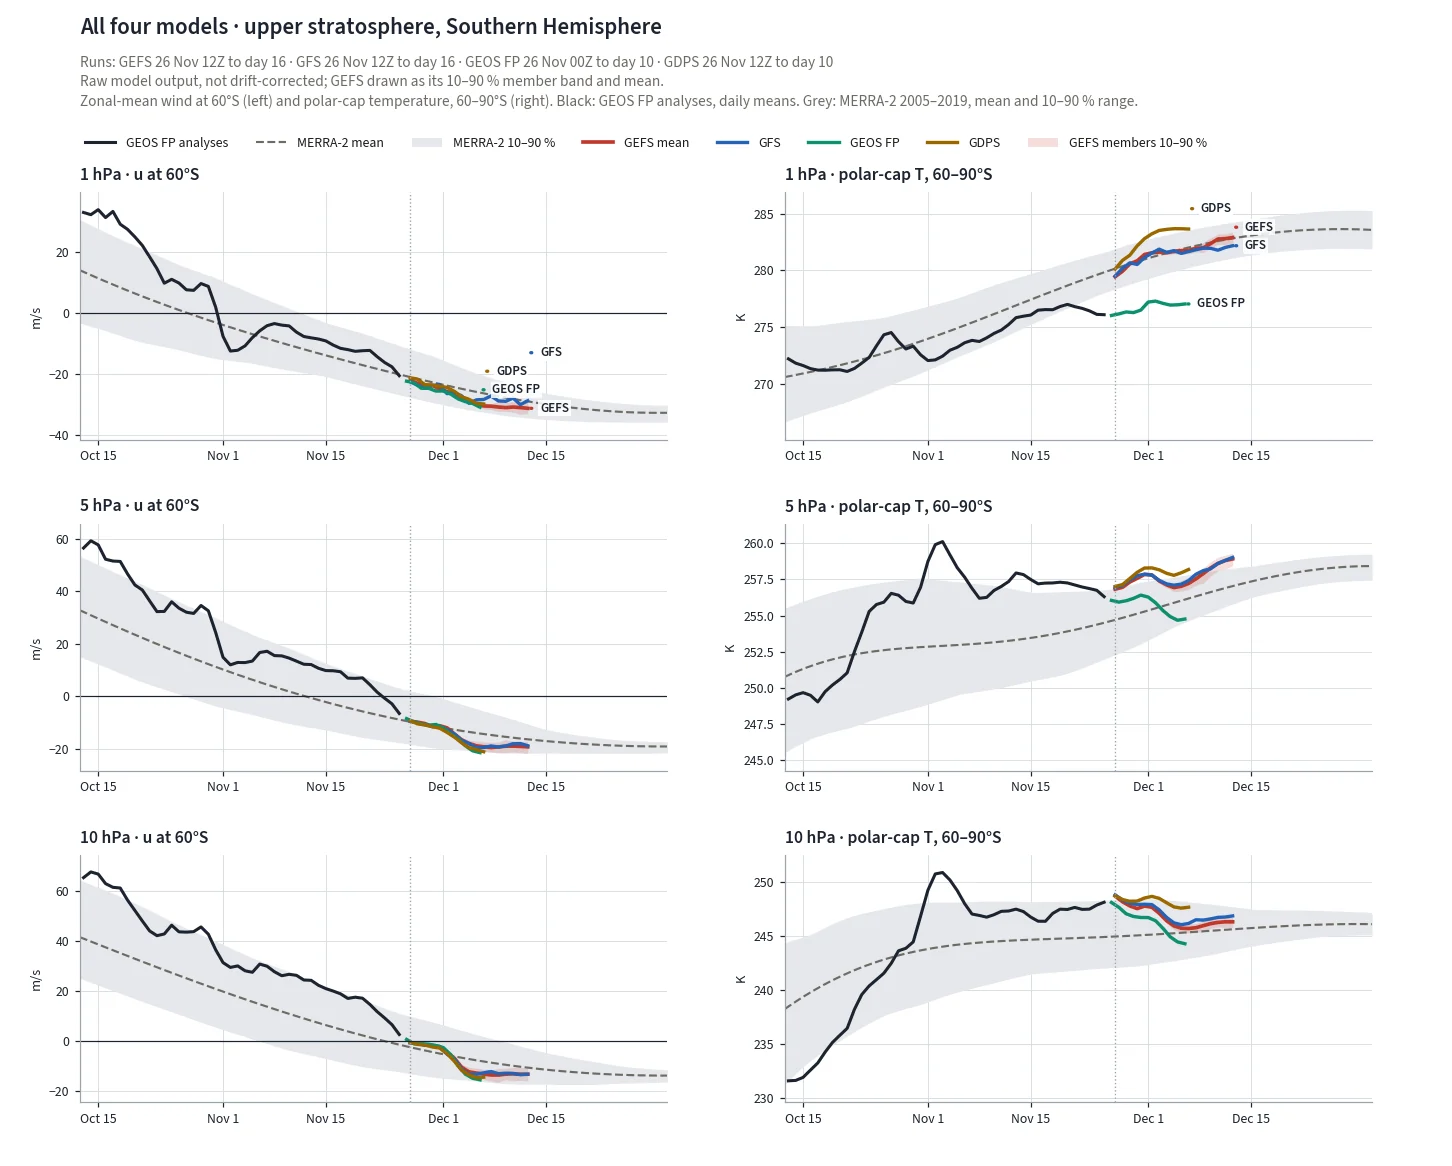 All four models · upper stratosphere, Southern Hemisphere
Runs: GEFS 26 Nov 12Z to day 16 · GFS 26 Nov 12Z to day 16 · GEOS FP 26 Nov 00Z to day 10 · GDPS 26 Nov 12Z to day 10
Raw model output, not drift-corrected; GEFS drawn as its 10–90 % member band and mean.
Zonal-mean wind at 60°S (left) and polar-cap temperature, 60–90°S (right). Black: GEOS FP analyses, daily means. Grey: MERRA-2 2005–2019, mean and 10–90 % range.
GEOS FP analyses MERRA-2 mean MERRA-2 10–90 % GEFS mean GFS GEOS FP GDPS GEFS members 10–90 %
1 hPa · u at 60°S
20
0
−20
−40
m/s
GFS
GDPS
GEOS FP
GEFS
Oct 15 Nov 1 Nov 15 Dec 1 Dec 15
1 hPa · polar-cap T, 60–90°S
285
280
275
270
K
GDPS
GEFS
GFS
GEOS FP
Oct 15 Nov 1 Nov 15 Dec 1 Dec 15
5 hPa · u at 60°S
60
40
20
0
−20
m/s
Oct 15 Nov 1 Nov 15 Dec 1 Dec 15
5 hPa · polar-cap T, 60–90°S
260.0
257.5
255.0
252.5
250.0
247.5
245.0
K
Oct 15 Nov 1 Nov 15 Dec 1 Dec 15
10 hPa · u at 60°S
60
40
20
0
−20
m/s
Oct 15 Nov 1 Nov 15 Dec 1 Dec 15
10 hPa · polar-cap T, 60–90°S
250
245
240
235
230
K
Oct 15 Nov 1 Nov 15 Dec 1 Dec 15